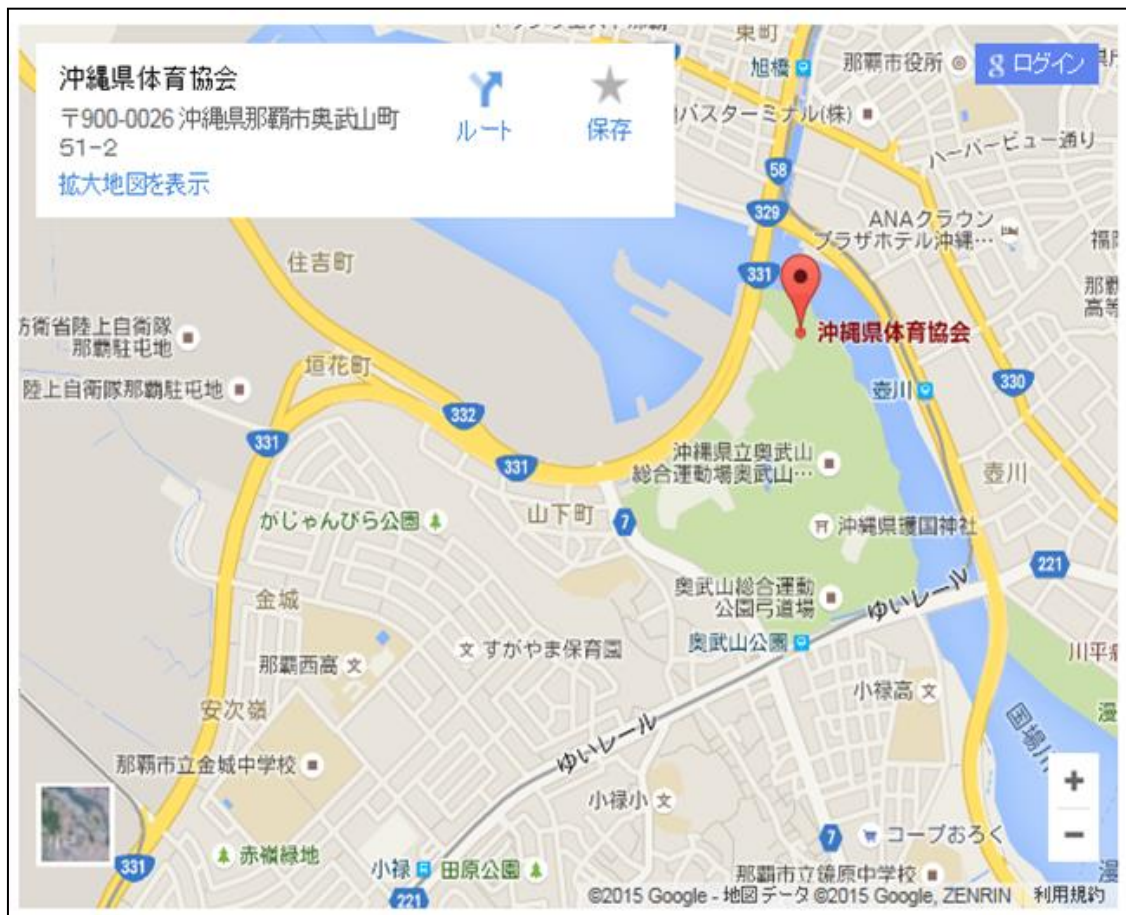 東町
旭橋
那覇市役所
g ログイン
沖縄県体育協会
〒900-0026 沖縄県那覇市奥武山町
51-2
拡大地図を表示
ルート
保存
バスターミナル(株)
ハーバービュー通り
58
329
ANAクラウン
プラザホテル沖縄…
住吉町
331
沖縄県体育協会
那覇
高等
防衛省陸上自衛隊
那覇駐屯地
垣花町
陸上自衛隊那覇駐屯地
壺川
330
332
331
331
沖縄県立奥武山
総合運動場奥武山…
壺川
がじゃんびら公園
山下町
7
沖縄県護国神社
221
奥武山総合運動
公園弓道場
ゆいレール
金城
すがやま保育園
奥武山公園
川平
那覇西高
小禄高
安次嶺
国場川
ゆいレール
那覇市立金城中学校
小禄小
+
−
7
コープおろく
赤嶺緑地
331
小禄
田原公園
那覇市立鏡原中学校
221
©2015 Google - 地図データ ©2015 Google, ZENRIN
利用規約